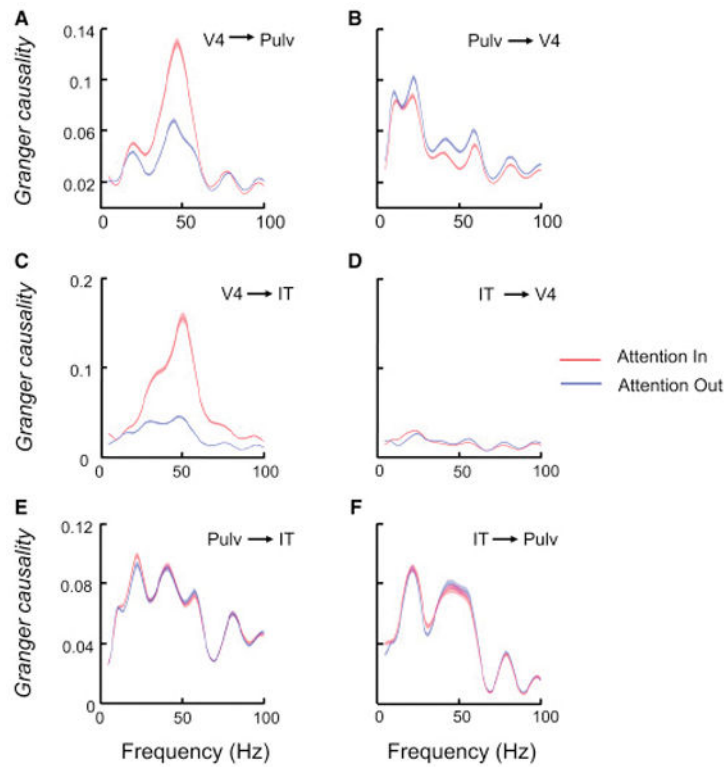 A
B
V4 → Pulv
Pulv → V4
Granger causality
0.14
0.1
0.06
0.02
0
50
100
0
50
100
C
D
V4 → IT
IT → V4
Granger causality
0.2
0.1
0
0
50
100
0
50
100
Attention In
Attention Out
E
F
Pulv → IT
IT → Pulv
Granger causality
0.12
0.08
0.04
0
0
50
100
0
50
100
Frequency (Hz)
Frequency (Hz)